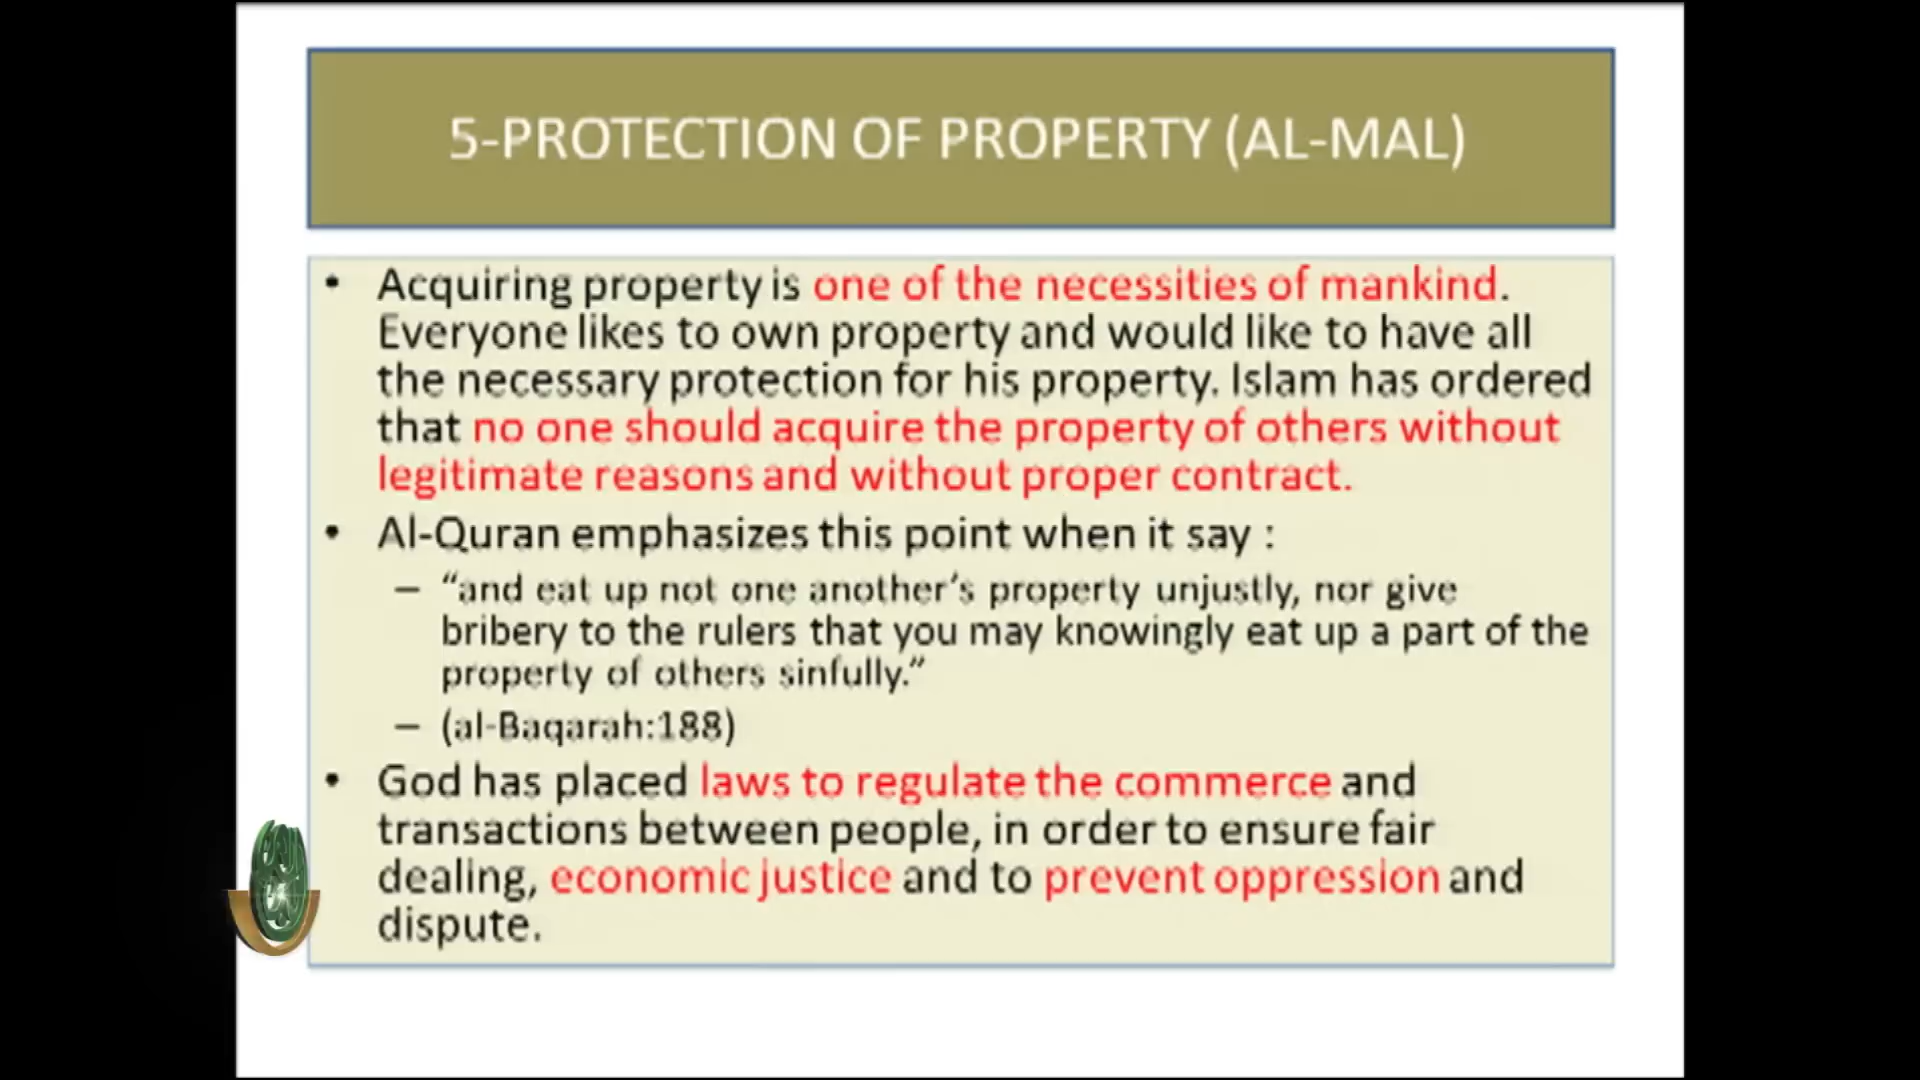 5-PROTECTION OF PROPERTY (AL-MAL)
• Acquiring property is one of the necessities of mankind.
Everyone likes to own property and would like to have all
the necessary protection for his property. Islam has ordered
that no one should acquire the property of others without
legitimate reasons and without proper contract.
• Al-Quran emphasizes this point when it say :
– “and eat up not one another’s property unjustly, nor give
bribery to the rulers that you may knowingly eat up a part of the
property of others sinfully.”
– (al-Baqarah:188)
• God has placed laws to regulate the commerce and
transactions between people, in order to ensure fair
dealing, economic justice and to prevent oppression and
dispute.